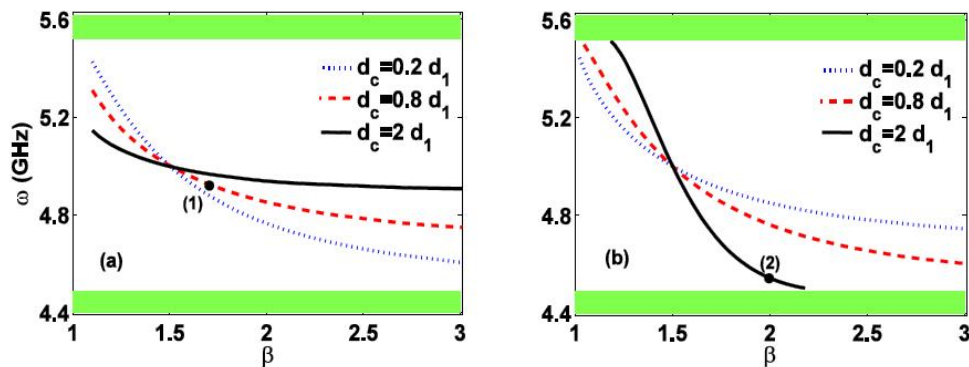 5.6
5.2
4.8
4.4
ω (GHz)
d_c=0.2 d_1
d_c=0.8 d_1
d_c=2 d_1
(1)
(a)
1 1.5 2 2.5 3
β
5.6
5.2
4.8
4.4
d_c=0.2 d_1
d_c=0.8 d_1
d_c=2 d_1
(2)
(b)
1 1.5 2 2.5 3
β